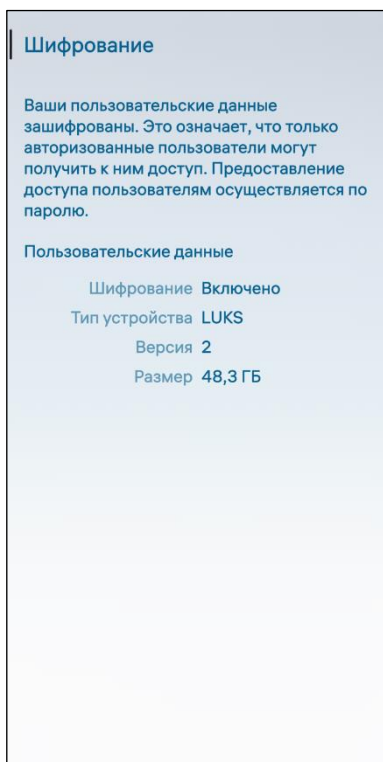 Шифрование
Ваши пользовательские данные
зашифрованы. Это означает, что только
авторизованные пользователи могут
получить к ним доступ. Предоставление
доступа пользователям осуществляется по
паролю.
Пользовательские данные
Шифрование Включено
Тип устройства LUKS
Версия 2
Размер 48,3 ГБ